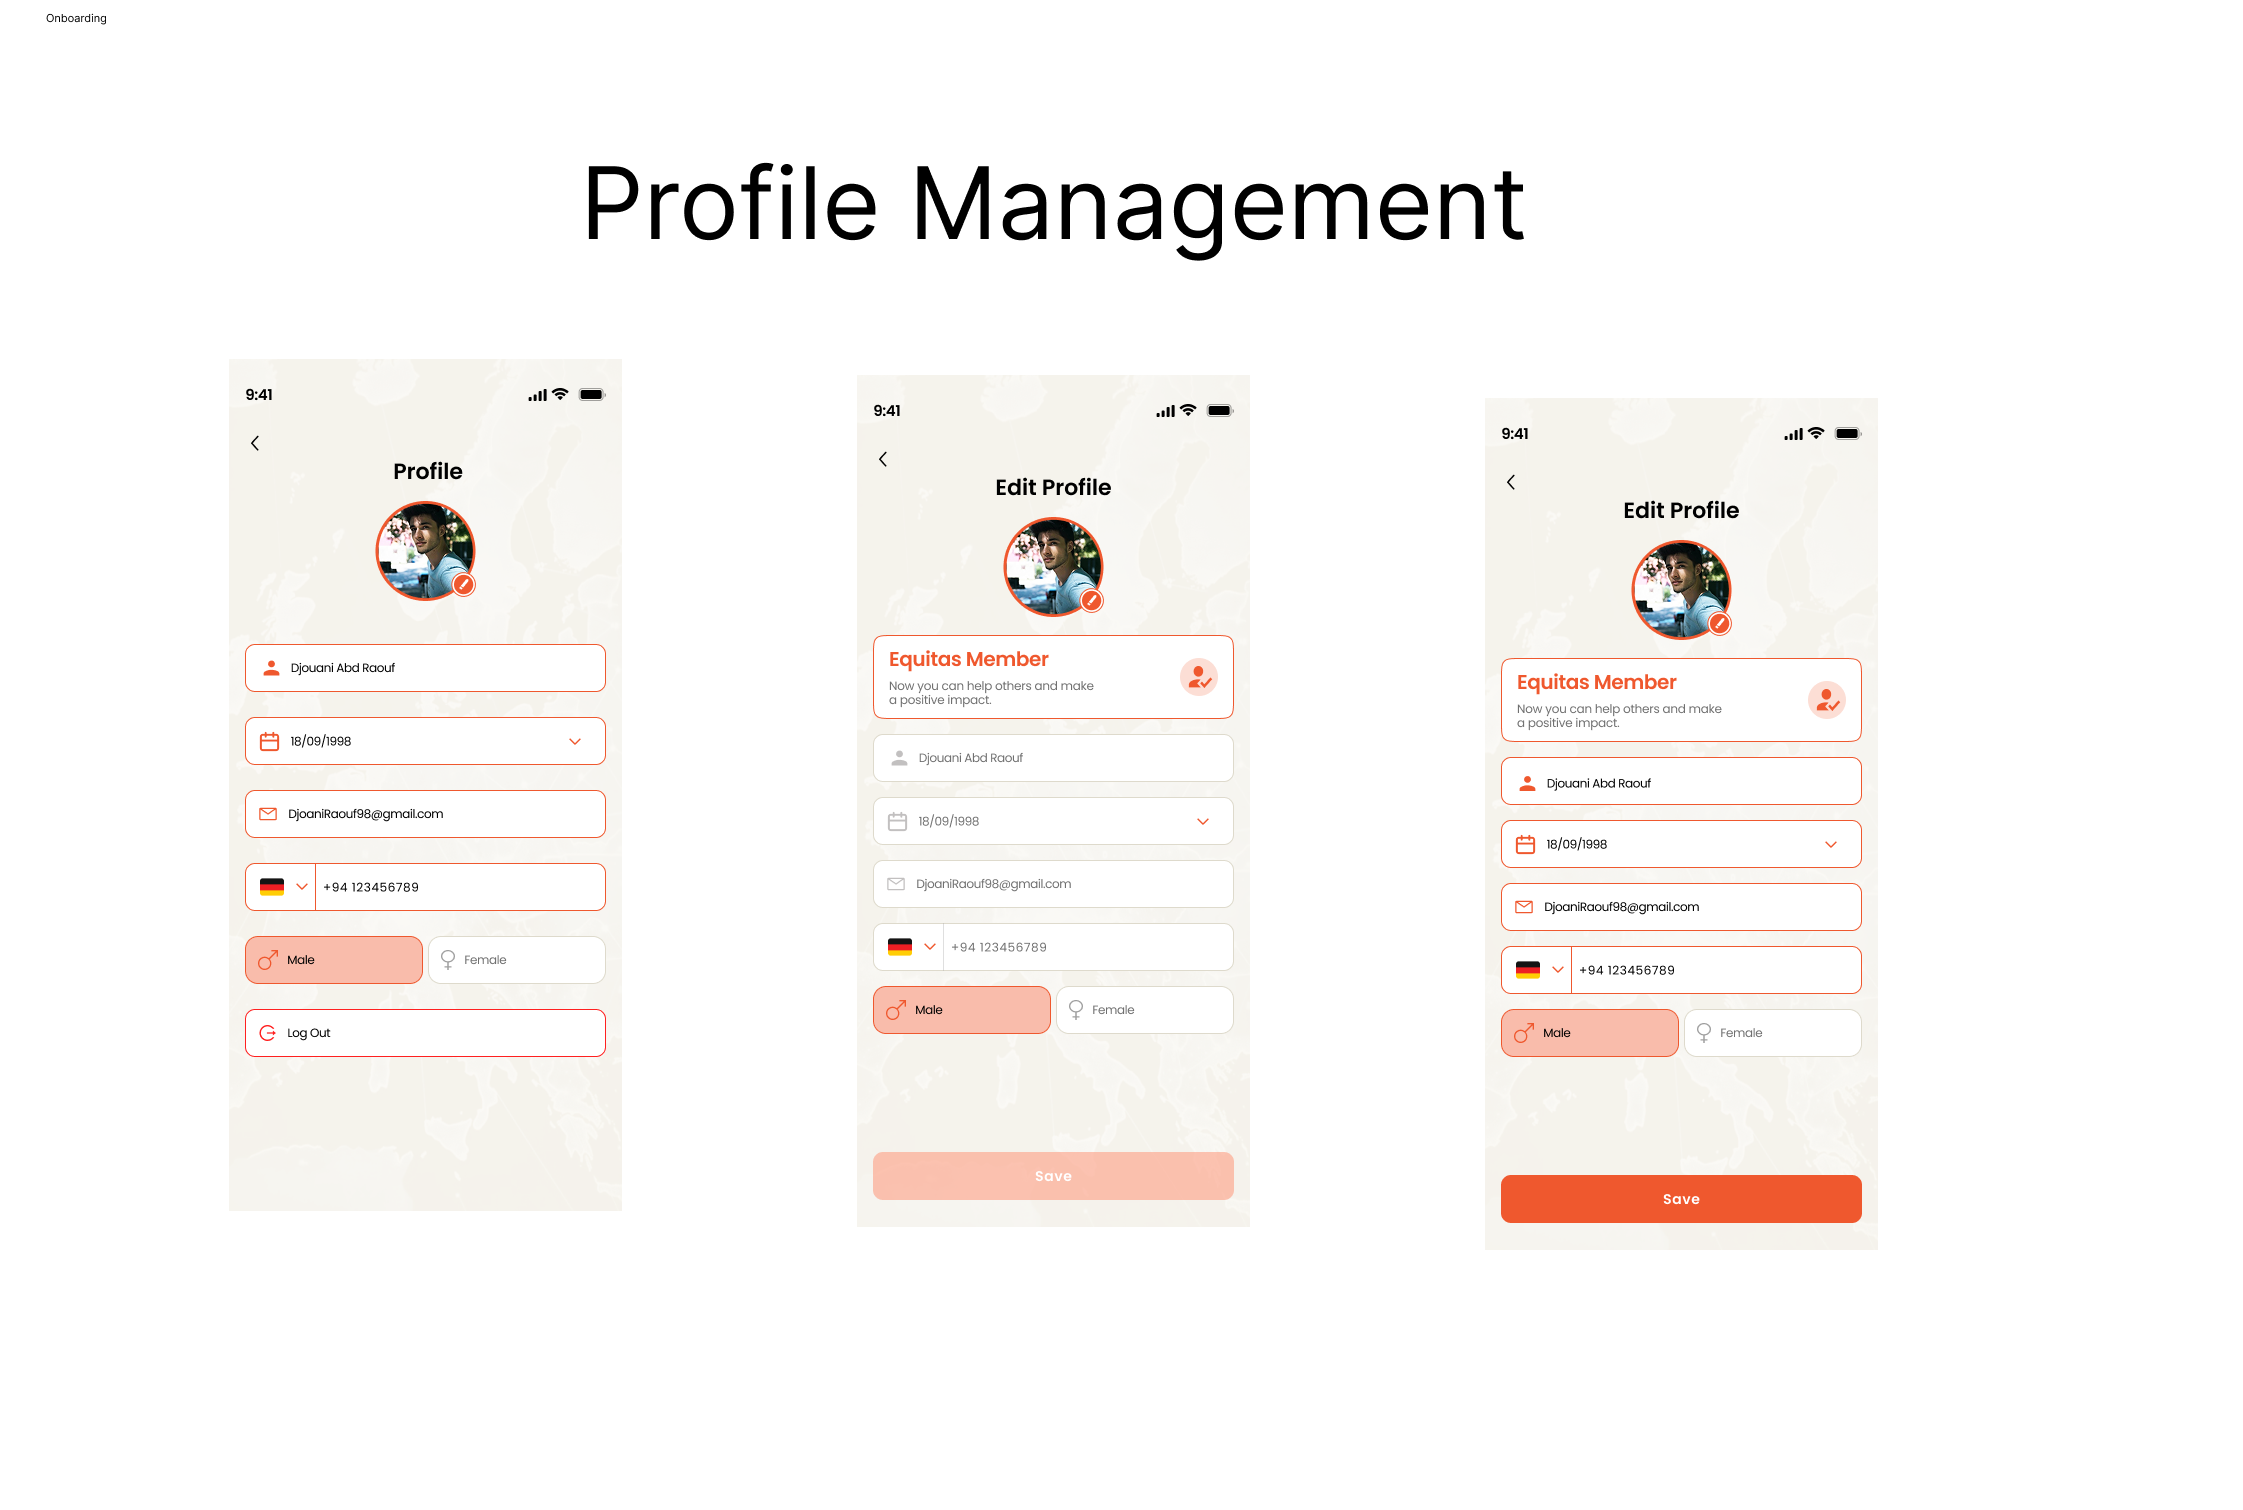 Onboarding
Profile Management
9:41
Profile
Djouani Abd Raouf
18/09/1998
DjoaniRaouf98@gmail.com
+94 123456789
Male
Female
Log Out
9:41
Edit Profile
Equitas Member
Now you can help others and make
a positive impact.
Djouani Abd Raouf
18/09/1998
DjoaniRaouf98@gmail.com
+94 123456789
Male
Female
Save
9:41
Edit Profile
Equitas Member
Now you can help others and make
a positive impact.
Djouani Abd Raouf
18/09/1998
DjoaniRaouf98@gmail.com
+94 123456789
Male
Female
Save